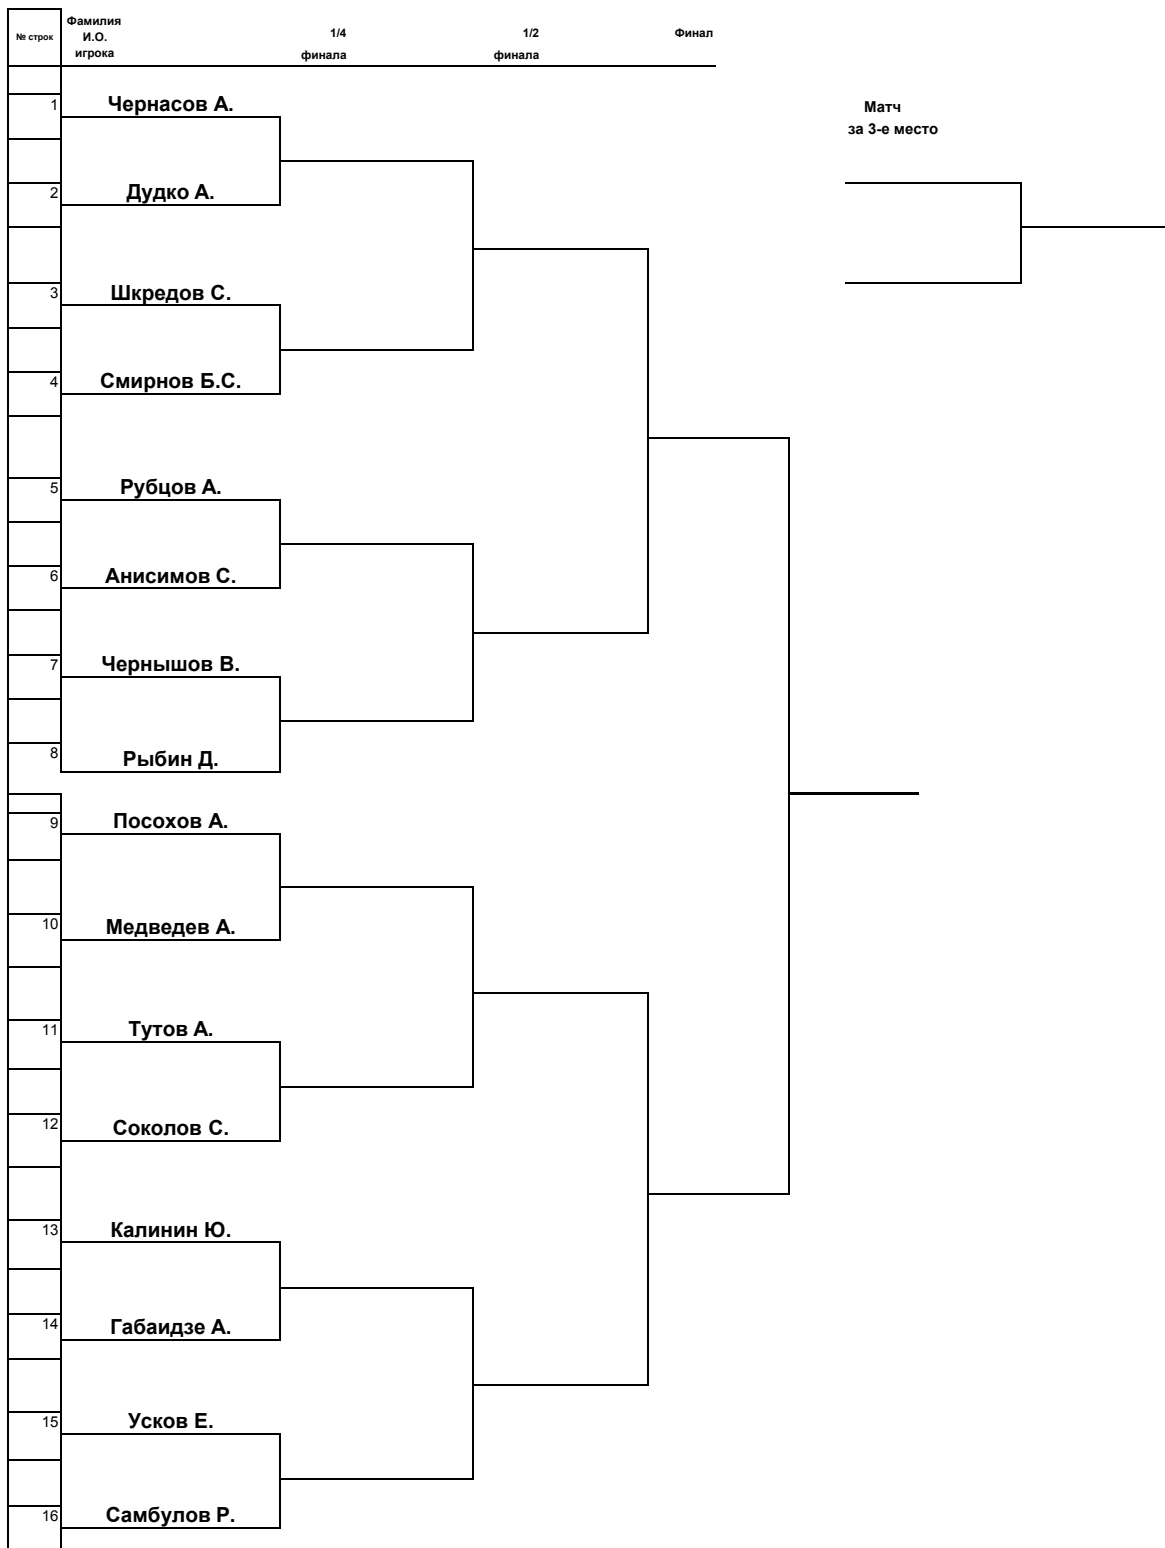 № строк
Фамилия
И.О.
игрока
1/4
финала
1/2
финала
Финал
Матч
за 3-е место
1 Чернасов А.
2 Дудко А.
3 Шкредов С.
4 Смирнов Б.С.
5 Рубцов А.
6 Анисимов С.
7 Чернышов В.
8 Рыбин Д.
9 Посохов А.
10 Медведев А.
11 Тутов А.
12 Соколов С.
13 Калинин Ю.
14 Габаидзе А.
15 Усков Е.
16 Самбулов Р.